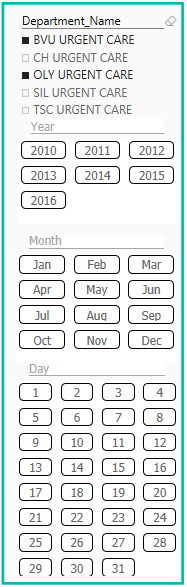 Department_Name
BVU URGENT CARE
CH URGENT CARE
OLY URGENT CARE
SIL URGENT CARE
TSC URGENT CARE
Year
2010 2011 2012
2013 2014 2015
2016
Month
Jan Feb Mar
Apr May Jun
Jul Aug Sep
Oct Nov Dec
Day
1 2 3 4
5 6 7 8
9 10 11 12
13 14 15 16
17 18 19 20
21 22 23 24
25 26 27 28
29 30 31